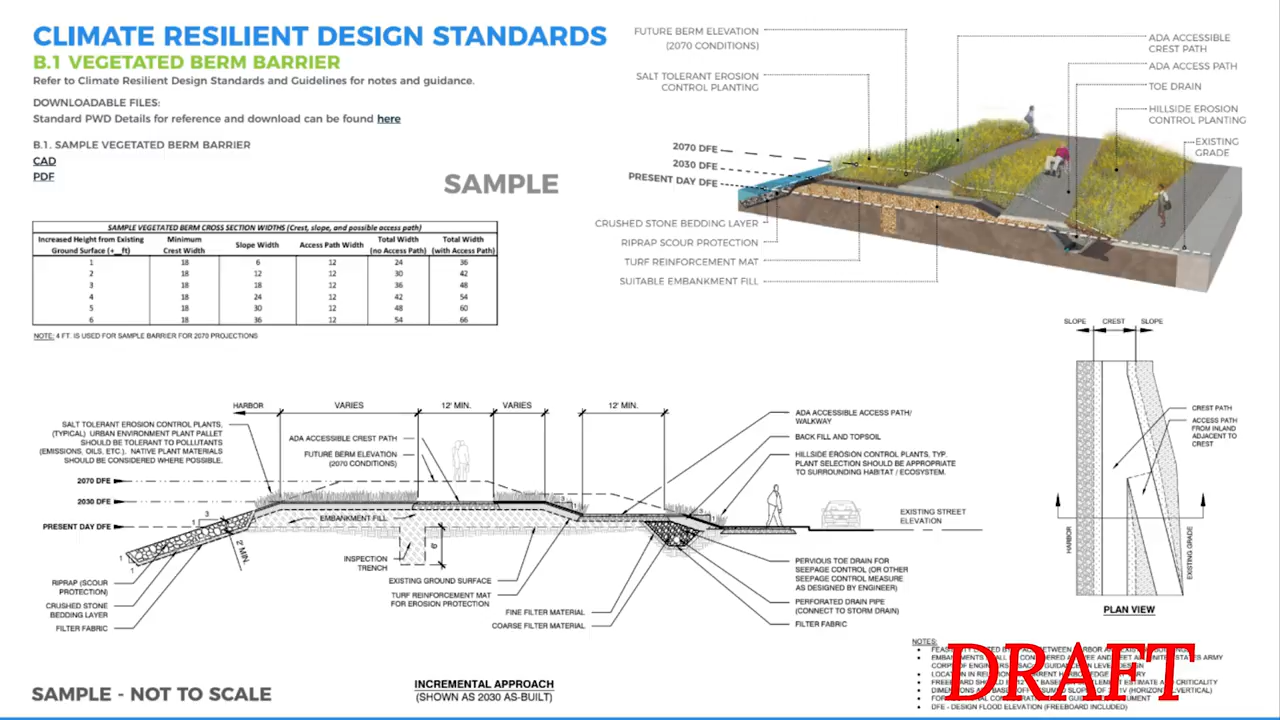 CLIMATE RESILIENT DESIGN STANDARDS
B.1 VEGETATED BERM BARRIER
Refer to Climate Resilient Design Standards and Guidelines for notes and guidance.
DOWNLOADABLE FILES:
Standard PWD Details for reference and download can be found here
B.1. SAMPLE VEGETATED BERM BARRIER
CAD
PDF
SAMPLE
SAMPLE VEGETATED BERM CROSS SECTION WIDTHS (Crest, slope, and possible access path)
Increased Height from Existing Ground Surface (+__ft) Minimum Crest Width Slope Width Access Path Width Total Width (no Access Path) Total Width (with Access Path)
1 18 6 12 24 36
2 18 12 12 30 42
3 18 18 12 36 48
4 18 24 12 42 54
5 18 30 12 48 60
6 18 36 12 54 66
NOTE: 4 FT. IS USED FOR SAMPLE BARRIER FOR 2070 PROJECTIONS
FUTURE BERM ELEVATION
(2070 CONDITIONS)
SALT TOLERANT EROSION
CONTROL PLANTING
2070 DFE
2030 DFE
PRESENT DAY DFE
CRUSHED STONE BEDDING LAYER
RIPRAP SCOUR PROTECTION
TURF REINFORCEMENT MAT
SUITABLE EMBANKMENT FILL
ADA ACCESSIBLE
CREST PATH
ADA ACCESS PATH
TOE DRAIN
HILLSIDE EROSION
CONTROL PLANTING
EXISTING
GRADE
HARBOR
VARIES
12' MIN.
VARIES
12' MIN.
SALT TOLERANT EROSION CONTROL PLANTS,
(TYPICAL) URBAN ENVIRONMENT PLANT PALLET
SHOULD BE TOLERANT TO POLLUTANTS
(EMISSIONS, OILS, ETC.). NATIVE PLANT MATERIALS
SHOULD BE CONSIDERED WHERE POSSIBLE.
ADA ACCESSIBLE CREST PATH
FUTURE BERM ELEVATION
(2070 CONDITIONS)
2070 DFE
2030 DFE
PRESENT DAY DFE
3
1
1
1
2' MIN.
EMBANKMENT FILL
6'
INSPECTION
TRENCH
3
3
RIPRAP (SCOUR
PROTECTION)
CRUSHED STONE
BEDDING LAYER
FILTER FABRIC
EXISTING GROUND SURFACE
TURF REINFORCEMENT MAT
FOR EROSION PROTECTION
FINE FILTER MATERIAL
COARSE FILTER MATERIAL
ADA ACCESSIBLE ACCESS PATH/
WALKWAY
BACK FILL AND TOPSOIL
HILLSIDE EROSION CONTROL PLANTS, TYP.
PLANT SELECTION SHOULD BE APPROPRIATE
TO SURROUNDING HABITAT / ECOSYSTEM.
EXISTING STREET
ELEVATION
PERVIOUS TOE DRAIN FOR
SEEPAGE CONTROL (OR OTHER
SEEPAGE CONTROL MEASURE
AS DESIGNED BY ENGINEER)
PERFORATED DRAIN PIPE
(CONNECT TO STORM DRAIN)
FILTER FABRIC
SLOPE CREST SLOPE
CREST PATH
ACCESS PATH
FROM INLAND
ADJACENT TO
CREST
HARBOR
EXISTING GRADE
PLAN VIEW
SAMPLE - NOT TO SCALE
INCREMENTAL APPROACH
(SHOWN AS 2030 AS-BUILT)
NOTES:
DFE - DESIGN FLOOD ELEVATION (FREEBOARD INCLUDED)
DRAFT